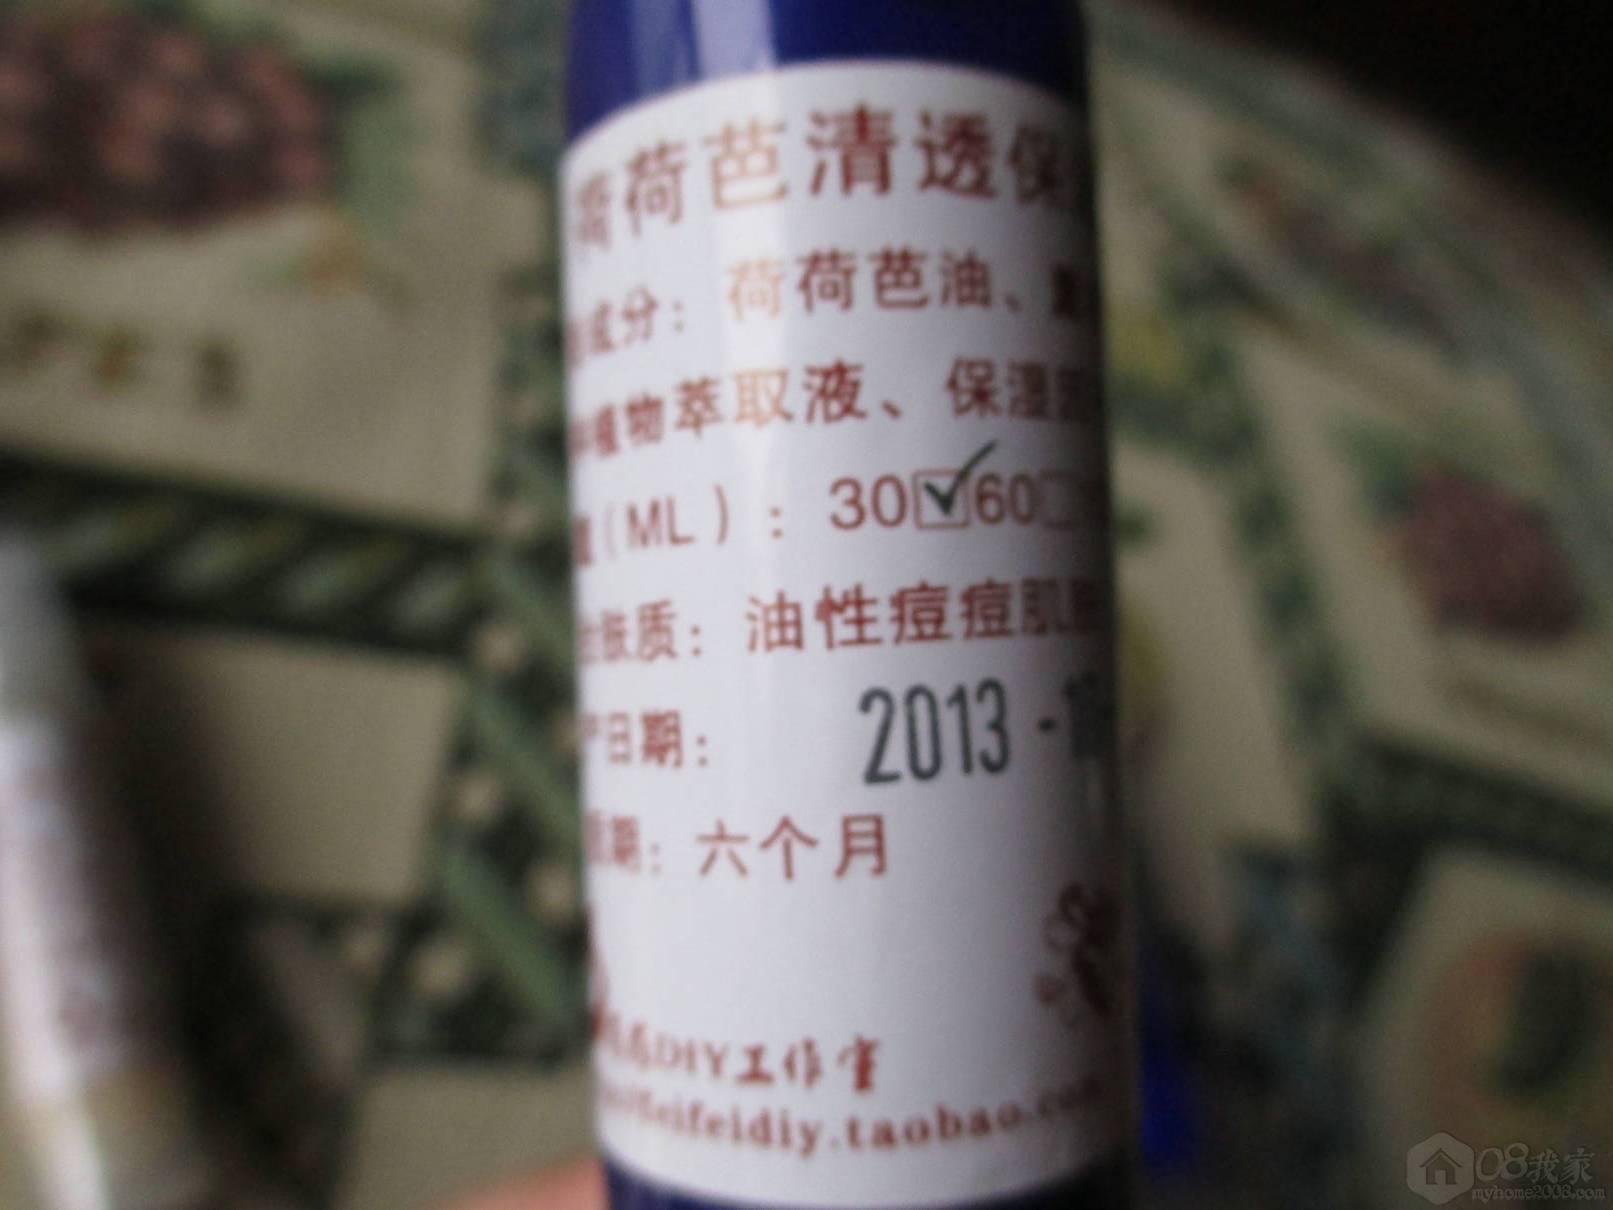 荷荷芭清透保
成分：荷荷芭油、
植物萃取液、保湿
（ML）：30☑60□
肤质：油性痘痘肌
产日期：2013-
期：六个月
DIY工作室
feifeidiy.taobao.co
08我家
myhome2008.com